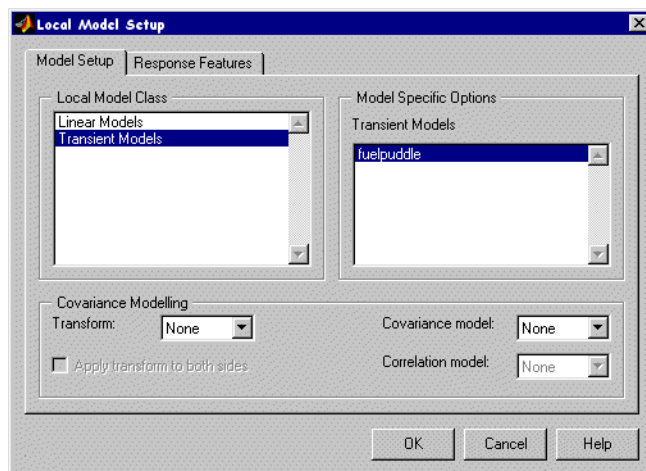 Local Model Setup
Model Setup
Response Features
Local Model Class
Linear Models
Transient Models
Model Specific Options
Transient Models
fuelpuddle
Covariance Modelling
Transform: None
Covariance model: None
Apply transform to both sides
Correlation model: None
OK Cancel Help